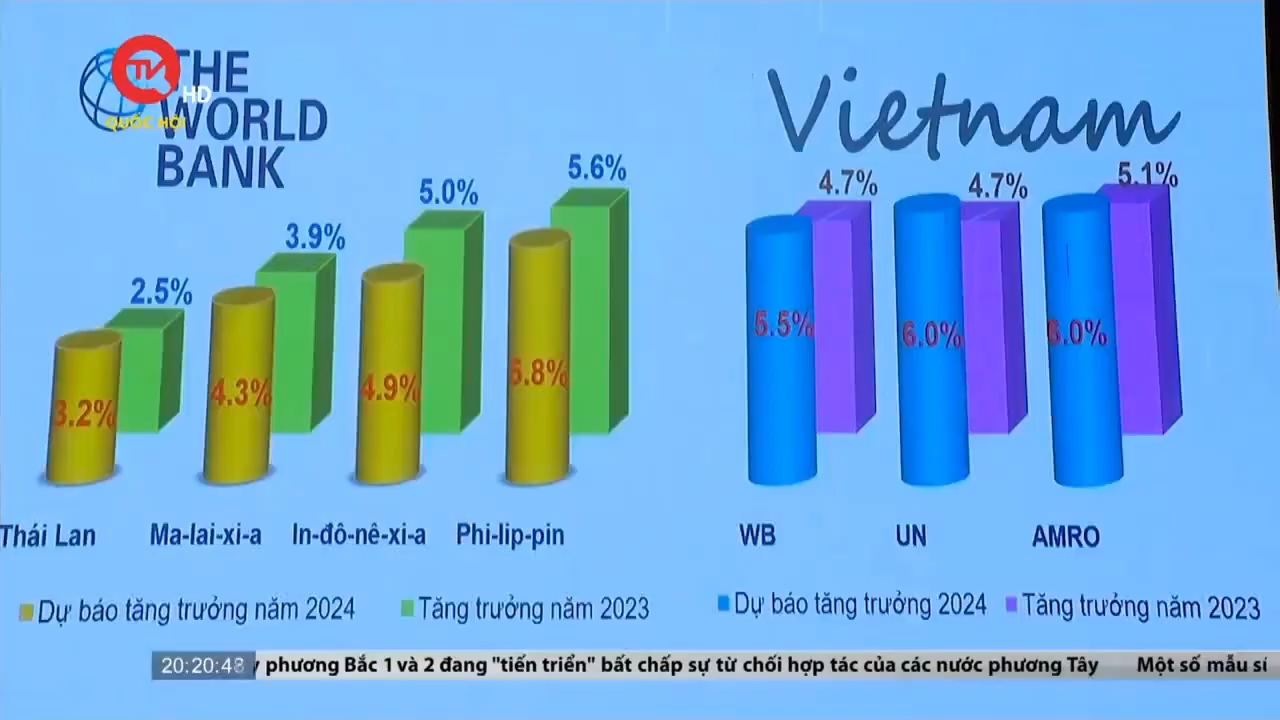 THE
WORLD
BANK
TV
HD
QUỐC HỘI
Vietnam
2.5%
3.9%
5.0%
5.6%
3.2%
4.3%
4.9%
5.8%
4.7%
4.7%
5.1%
5.5%
6.0%
6.0%
Thái Lan
Ma-lai-xi-a
In-đô-nê-xi-a
Phi-lip-pin
WB
UN
AMRO
Dự báo tăng trưởng năm 2024
Tăng trưởng năm 2023
Dự báo tăng trưởng 2024
Tăng trưởng năm 2023
20:20:48
phương Bắc 1 và 2 đang "tiến triển" bất chấp sự từ chối hợp tác của các nước phương Tây Một số mẫu